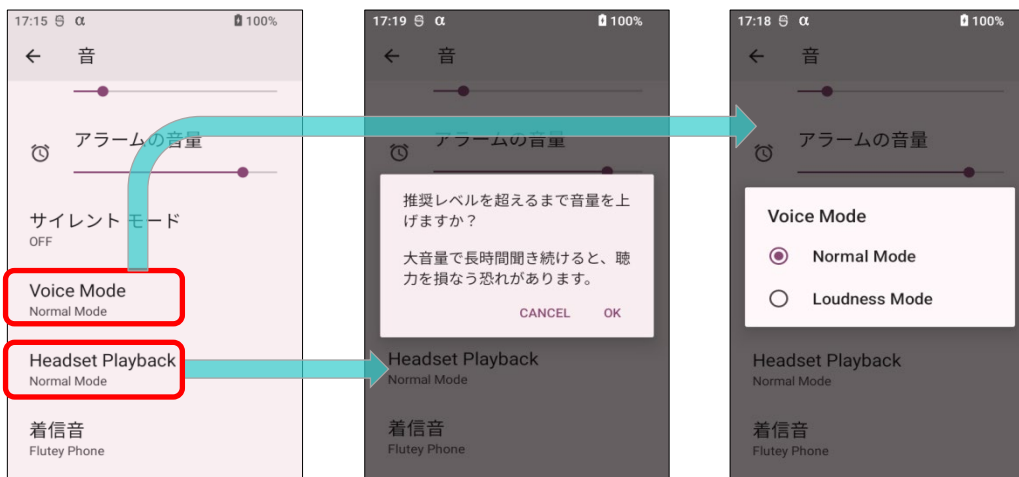 17:15 α 100%
音
アラームの音量
サイレント モード
OFF
Voice Mode
Normal Mode
Headset Playback
Normal Mode
着信音
Flutey Phone
17:19 α 100%
音
アラームの音量
推奨レベルを超えるまで音量を上
げますか？
大音量で長時間聞き続けると、聴
力を損なう恐れがあります。
CANCEL OK
Headset Playback
Normal Mode
着信音
Flutey Phone
17:18 α 100%
音
アラームの音量
Voice Mode
Normal Mode
Loudness Mode
Headset Playback
Normal Mode
着信音
Flutey Phone